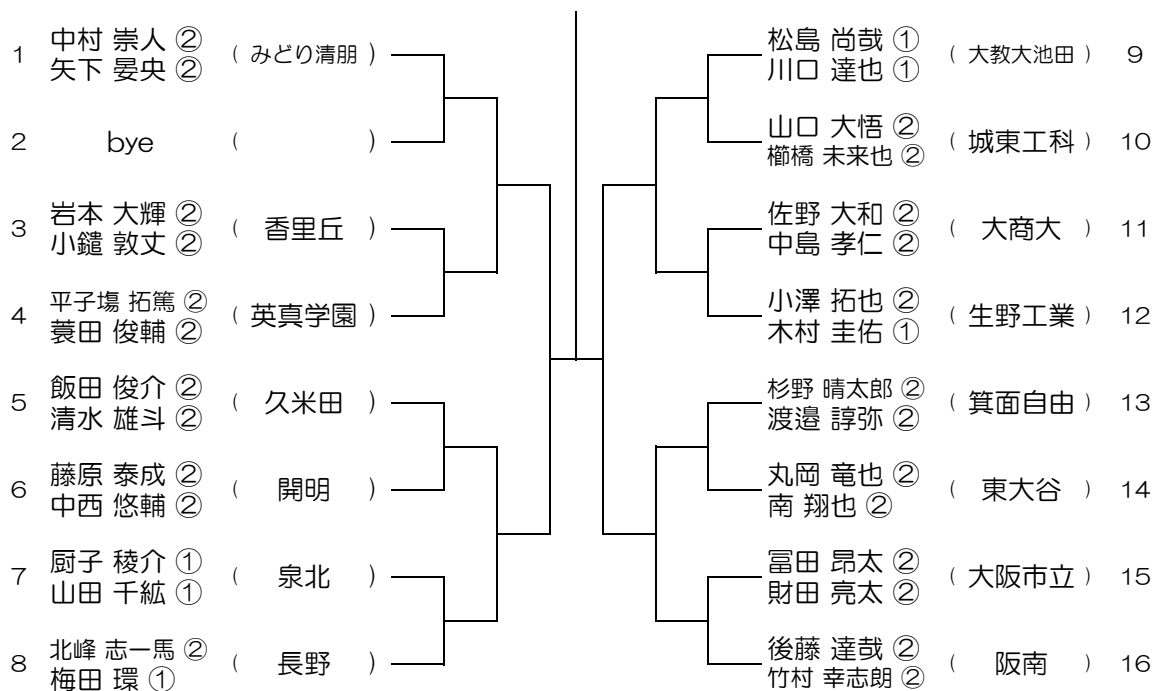 1 中村 崇人 ② ( みどり清朋 )
矢下 晏央 ②
2 bye ( )
3 岩本 大輝 ② ( 香里丘 )
小鑓 敦丈 ②
4 平子塲 拓篤 ② ( 英真学園 )
蓑田 俊輔 ②
5 飯田 俊介 ② ( 久米田 )
清水 雄斗 ②
6 藤原 泰成 ② ( 開明 )
中西 悠輔 ②
7 厨子 稜介 ① ( 泉北 )
山田 千紘 ①
8 北峰 志一馬 ② ( 長野 )
梅田 環 ①
松島 尚哉 ① ( 大教大池田 ) 9
川口 達也 ①
山口 大悟 ② ( 城東工科 ) 10
櫛橋 未来也 ②
佐野 大和 ② ( 大商大 ) 11
中島 孝仁 ②
小澤 拓也 ② ( 生野工業 ) 12
木村 圭佑 ①
杉野 晴太郎 ② ( 箕面自由 ) 13
渡邉 諄弥 ②
丸岡 竜也 ② ( 東大谷 ) 14
南 翔也 ②
冨田 昂太 ② ( 大阪市立 ) 15
財田 亮太 ②
後藤 達哉 ② ( 阪南 ) 16
竹村 幸志朗 ②